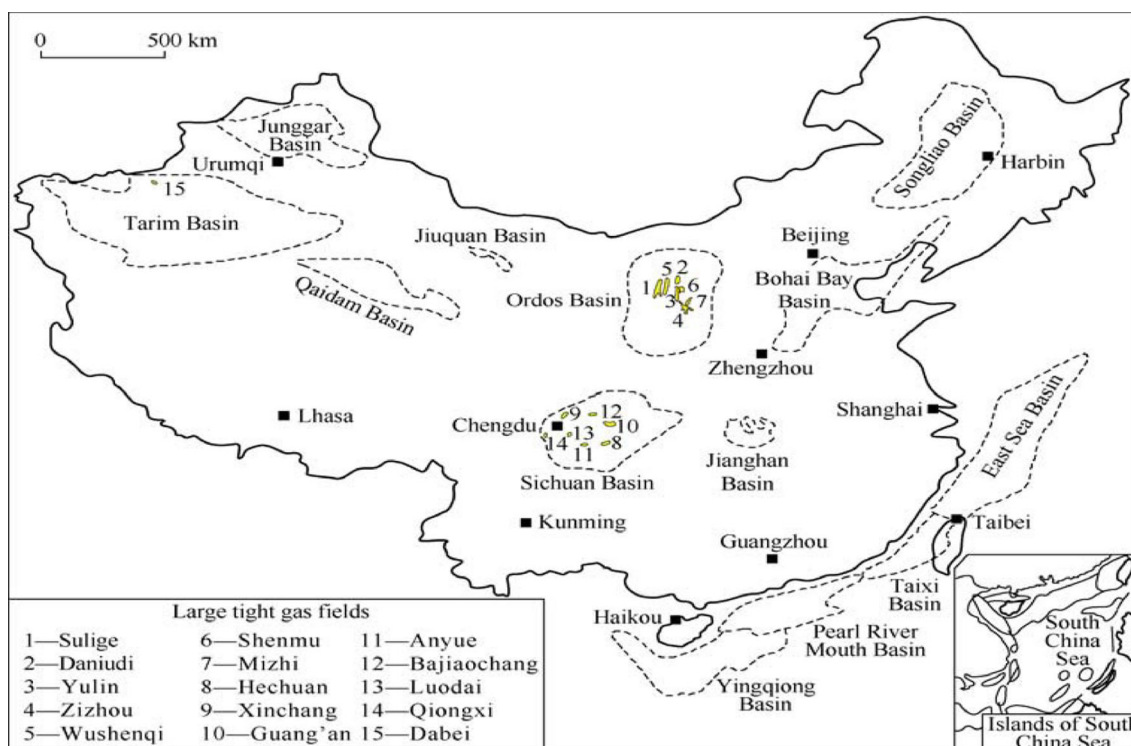 0 500 km
Junggar
Basin
Urumqi
15
Tarim Basin
Songliao Basin
Harbin
Jiuquan Basin
Qaidam Basin
Beijing
Bohai Bay
Basin
Ordos Basin
5 2
1 6
3 7
4
Zhengzhou
Lhasa
Chengdu
9 12
10
14 13
11 8
Sichuan Basin
Jianghan
Basin
Shanghai
East Sea Basin
Kunming
Guangzhou
Taibei
Taixi
Basin
Haikou
Pearl River
Mouth Basin
Yingqiong
Basin
South
China
Sea
Islands of South
China Sea
Large tight gas fields
1—Sulige 6—Shenmu 11—Anyue
2—Daniudi 7—Mizhi 12—Bajiaochang
3—Yulin 8—Hechuan 13—Luodai
4—Zizhou 9—Xinchang 14—Qiongxi
5—Wushenqi 10—Guang'an 15—Dabei